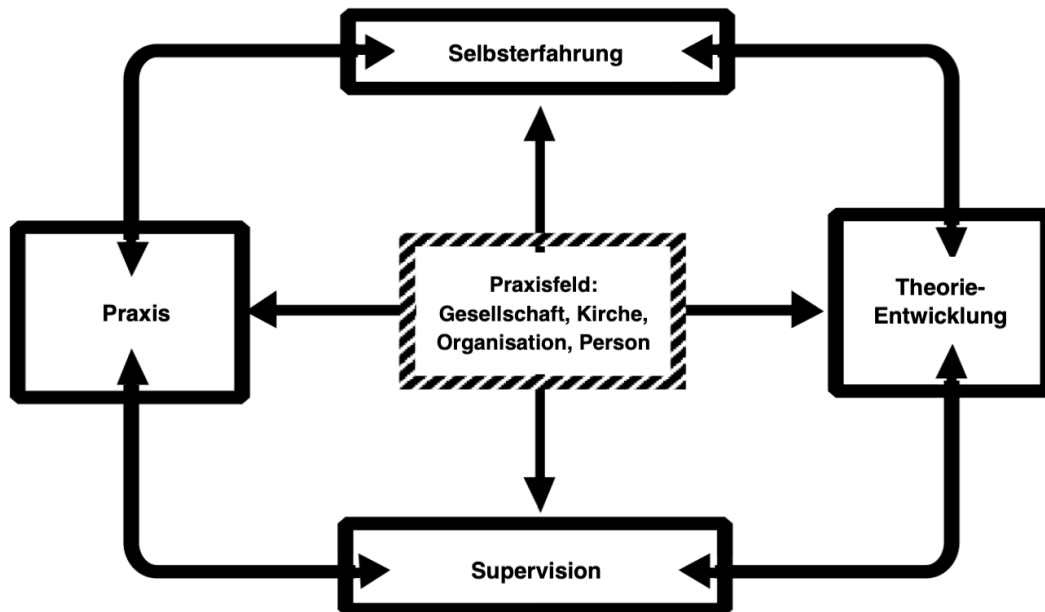 Selbsterfahrung
Praxis
Praxisfeld:
Gesellschaft, Kirche,
Organisation, Person
Theorie-
Entwicklung
Supervision